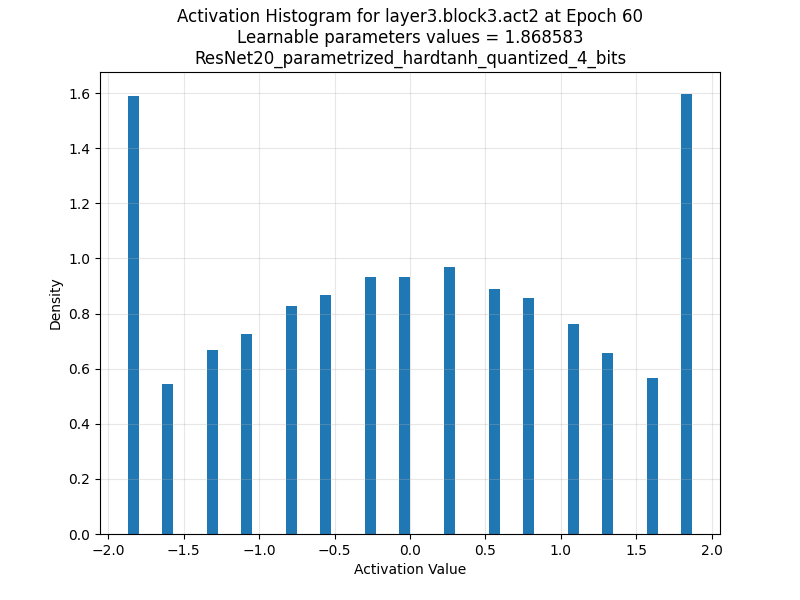 Activation Histogram for layer3.block3.act2 at Epoch 60
Learnable parameters values = 1.868583
ResNet20_parametrized_hardtanh_quantized_4_bits
1.6
1.4
1.2
1.0
0.8
0.6
0.4
0.2
0.0
Density
−2.0 −1.5 −1.0 −0.5 0.0 0.5 1.0 1.5 2.0
Activation Value